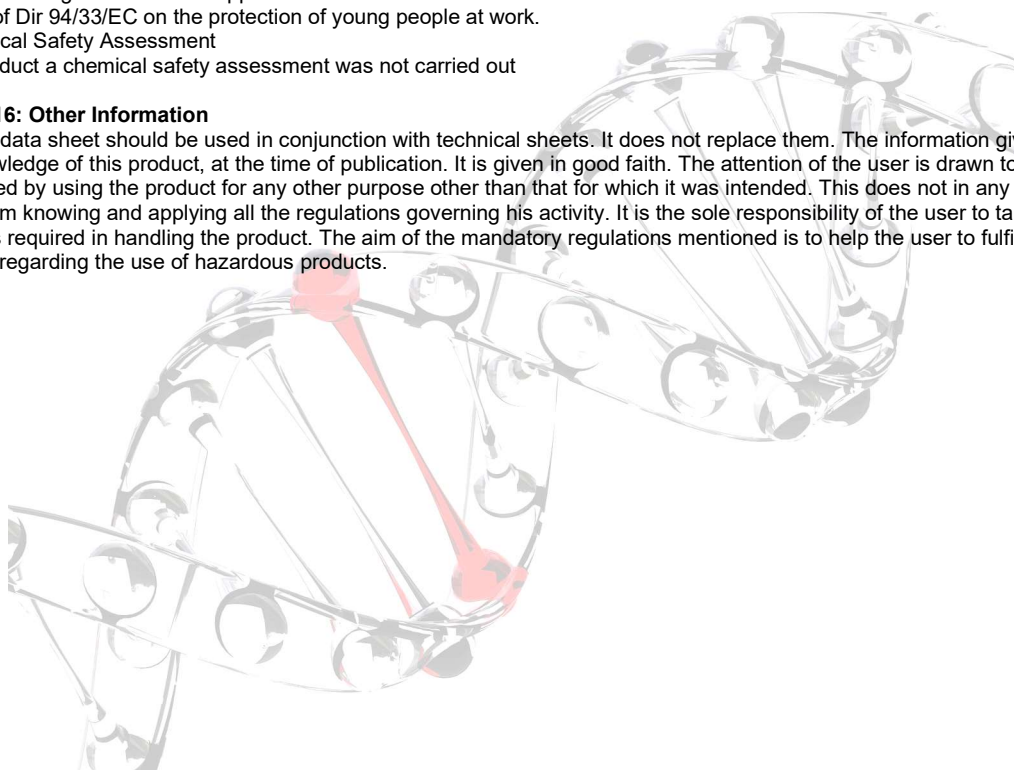 of Dir 94/33/EC on the protection of young people at work.
cal Safety Assessment
duct a chemical safety assessment was not carried out
16: Other Information
data sheet should be used in conjunction with technical sheets. It does not replace them. The information giv
wledge of this product, at the time of publication. It is given in good faith. The attention of the user is drawn to
ed by using the product for any other purpose other than that for which it was intended. This does not in any
m knowing and applying all the regulations governing his activity. It is the sole responsibility of the user to ta
s required in handling the product. The aim of the mandatory regulations mentioned is to help the user to fulfi
regarding the use of hazardous products.